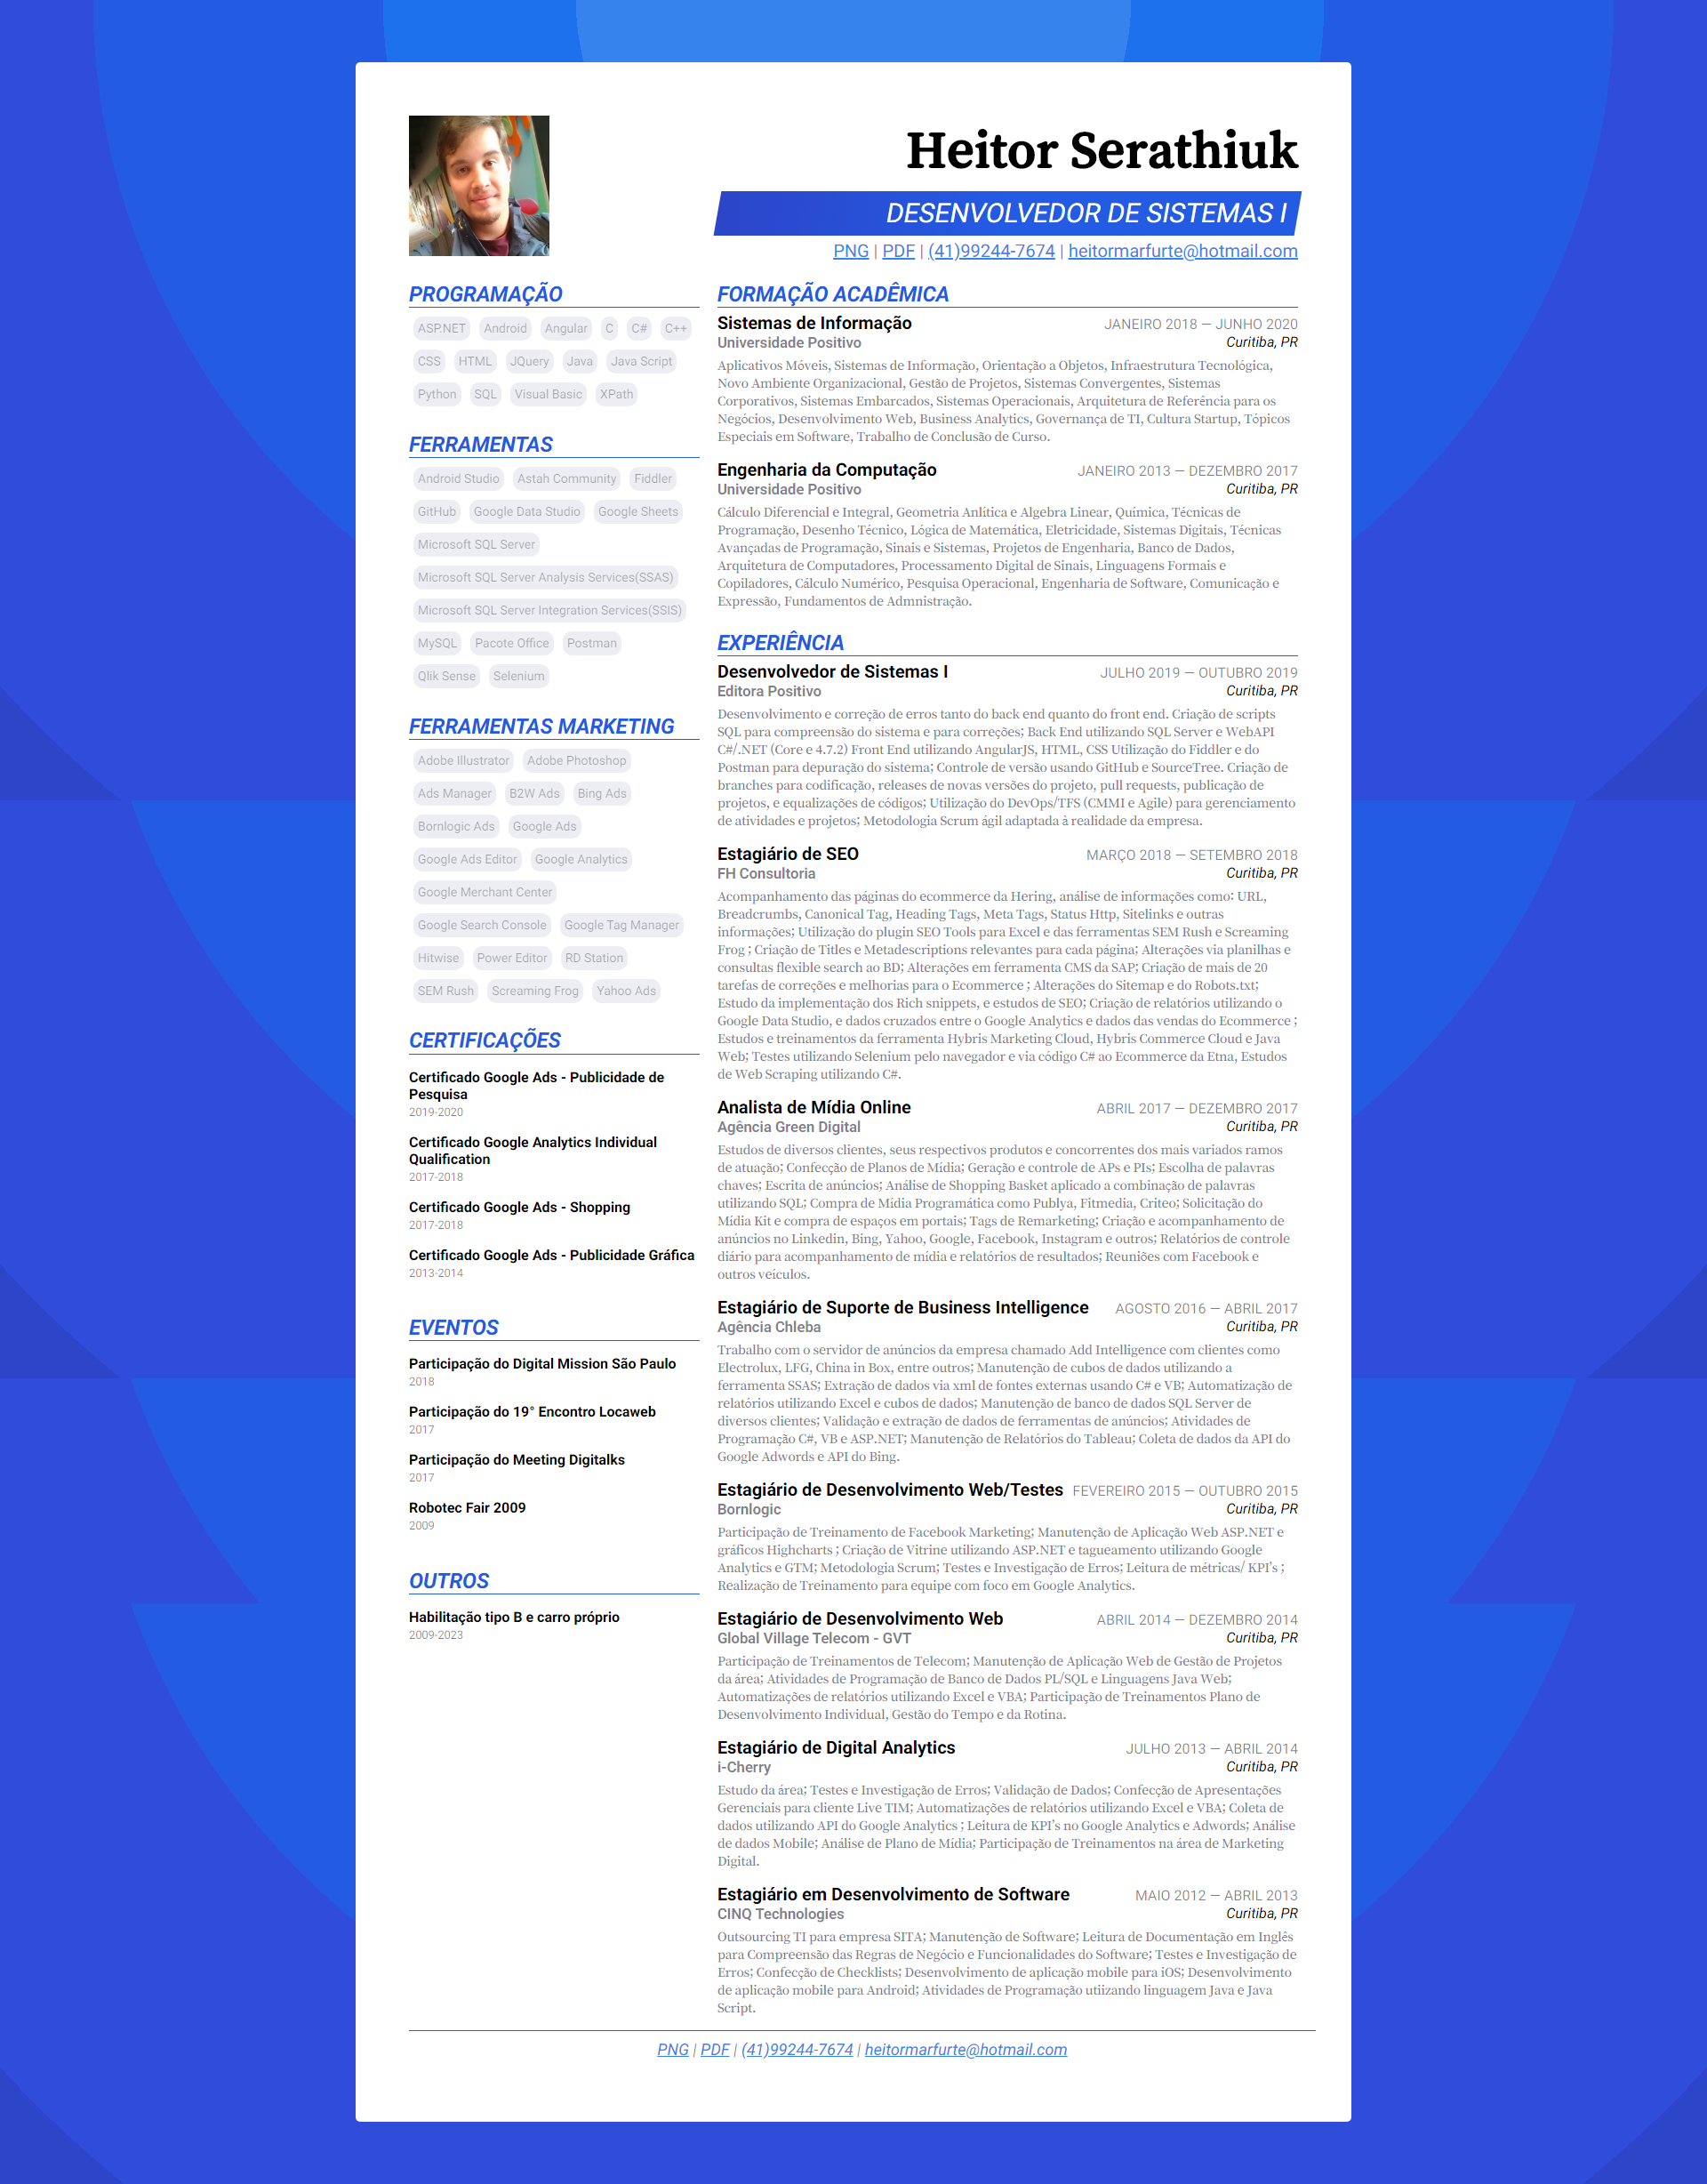 Heitor Serathiuk
DESENVOLVEDOR DE SISTEMAS I
PNG | PDF | (41)99244-7674 | heitormarfurte@hotmail.com
PROGRAMAÇÃO
ASP.NET Android Angular C C# C++
CSS HTML JQuery Java Java Script
Python SQL Visual Basic XPath
FERRAMENTAS
Android Studio Astah Community Fiddler
GitHub Google Data Studio Google Sheets
Microsoft SQL Server
Microsoft SQL Server Analysis Services(SSAS)
Microsoft SQL Server Integration Services(SSIS)
MySQL Pacote Office Postman
Qlik Sense Selenium
FERRAMENTAS MARKETING
Adobe Illustrator Adobe Photoshop
Ads Manager B2W Ads Bing Ads
Bornlogic Ads Google Ads
Google Ads Editor Google Analytics
Google Merchant Center
Google Search Console Google Tag Manager
Hitwise Power Editor RD Station
SEM Rush Screaming Frog Yahoo Ads
CERTIFICAÇÕES
Certificado Google Ads - Publicidade de
Pesquisa
2019-2020
Certificado Google Analytics Individual
Qualification
2017-2018
Certificado Google Ads - Shopping
2017-2018
Certificado Google Ads - Publicidade Gráfica
2013-2014
EVENTOS
Participação do Digital Mission São Paulo
2018
Participação do 19° Encontro Locaweb
2017
Participação do Meeting Digitalks
2017
Robotec Fair 2009
2009
OUTROS
Habilitação tipo B e carro próprio
2009-2023
FORMAÇÃO ACADÊMICA
Sistemas de Informação JANEIRO 2018 — JUNHO 2020
Universidade Positivo Curitiba, PR
Aplicativos Móveis, Sistemas de Informação, Orientação a Objetos, Infraestrutura Tecnológica,
Novo Ambiente Organizacional, Gestão de Projetos, Sistemas Convergentes, Sistemas
Corporativos, Sistemas Embarcados, Sistemas Operacionais, Arquitetura de Referência para os
Negócios, Desenvolvimento Web, Business Analytics, Governança de TI, Cultura Startup, Tópicos
Especiais em Software, Trabalho de Conclusão de Curso.
Engenharia da Computação JANEIRO 2013 — DEZEMBRO 2017
Universidade Positivo Curitiba, PR
Cálculo Diferencial e Integral, Geometria Anlítica e Algebra Linear, Química, Técnicas de
Programação, Desenho Técnico, Lógica de Matemática, Eletricidade, Sistemas Digitais, Técnicas
Avançadas de Programação, Sinais e Sistemas, Projetos de Engenharia, Banco de Dados,
Arquitetura de Computadores, Processamento Digital de Sinais, Linguagens Formais e
Copiladores, Cálculo Numérico, Pesquisa Operacional, Engenharia de Software, Comunicação e
Expressão, Fundamentos de Admnistração.
EXPERIÊNCIA
Desenvolvedor de Sistemas I JULHO 2019 — OUTUBRO 2019
Editora Positivo Curitiba, PR
Desenvolvimento e correção de erros tanto do back end quanto do front end. Criação de scripts
SQL para compreensão do sistema e para correções; Back End utilizando SQL Server e WebAPI
C#/.NET (Core e 4.7.2) Front End utilizando AngularJS, HTML, CSS Utilização do Fiddler e do
Postman para depuração do sistema; Controle de versão usando GitHub e SourceTree. Criação de
branches para codificação, releases de novas versões do projeto, pull requests, publicação de
projetos, e equalizações de códigos; Utilização do DevOps/TFS (CMMI e Agile) para gerenciamento
de atividades e projetos; Metodologia Scrum ágil adaptada à realidade da empresa.
Estagiário de SEO MARÇO 2018 — SETEMBRO 2018
FH Consultoria Curitiba, PR
Acompanhamento das páginas do ecommerce da Hering, análise de informações como: URL,
Breadcrumbs, Canonical Tag, Heading Tags, Meta Tags, Status Http, Sitelinks e outras
informações; Utilização do plugin SEO Tools para Excel e das ferramentas SEM Rush e Screaming
Frog ; Criação de Titles e Metadescriptions relevantes para cada página; Alterações via planilhas e
consultas flexible search ao BD; Alterações em ferramenta CMS da SAP; Criação de mais de 20
tarefas de correções e melhorias para o Ecommerce ; Alterações do Sitemap e do Robots.txt;
Estudo da implementação dos Rich snippets, e estudos de SEO; Criação de relatórios utilizando o
Google Data Studio, e dados cruzados entre o Google Analytics e dados das vendas do Ecommerce ;
Estudos e treinamentos da ferramenta Hybris Marketing Cloud, Hybris Commerce Cloud e Java
Web; Testes utilizando Selenium pelo navegador e via código C# ao Ecommerce da Etna, Estudos
de Web Scraping utilizando C#.
Analista de Mídia Online ABRIL 2017 — DEZEMBRO 2017
Agência Green Digital Curitiba, PR
Estudos de diversos clientes, seus respectivos produtos e concorrentes dos mais variados ramos
de atuação; Confecção de Planos de Mídia; Geração e controle de APs e PIs; Escolha de palavras
chaves; Escrita de anúncios; Análise de Shopping Basket aplicado a combinação de palavras
utilizando SQL; Compra de Mídia Programática como Publya, Fitmedia, Criteo; Solicitação do
Mídia Kit e compra de espaços em portais; Tags de Remarketing; Criação e acompanhamento de
anúncios no Linkedin, Bing, Yahoo, Google, Facebook, Instagram e outros; Relatórios de controle
diário para acompanhamento de mídia e relatórios de resultados; Reuniões com Facebook e
outros veículos.
Estagiário de Suporte de Business Intelligence AGOSTO 2016 — ABRIL 2017
Agência Chleba Curitiba, PR
Trabalho com o servidor de anúncios da empresa chamado Add Intelligence com clientes como
Electrolux, LFG, China in Box, entre outros; Manutenção de cubos de dados utilizando a
ferramenta SSAS; Extração de dados via xml de fontes externas usando C# e VB; Automatização de
relatórios utilizando Excel e cubos de dados; Manutenção de banco de dados SQL Server de
diversos clientes; Validação e extração de dados de ferramentas de anúncios; Atividades de
Programação C#, VB e ASP.NET; Manutenção de Relatórios do Tableau; Coleta de dados da API do
Google Adwords e API do Bing.
Estagiário de Desenvolvimento Web/Testes FEVEREIRO 2015 — OUTUBRO 2015
Bornlogic Curitiba, PR
Participação de Treinamento de Facebook Marketing; Manutenção de Aplicação Web ASP.NET e
gráficos Highcharts ; Criação de Vitrine utilizando ASP.NET e tagueamento utilizando Google
Analytics e GTM; Metodologia Scrum; Testes e Investigação de Erros; Leitura de métricas/ KPI's ;
Realização de Treinamento para equipe com foco em Google Analytics.
Estagiário de Desenvolvimento Web ABRIL 2014 — DEZEMBRO 2014
Global Village Telecom - GVT Curitiba, PR
Participação de Treinamentos de Telecom; Manutenção de Aplicação Web de Gestão de Projetos
da área; Atividades de Programação de Banco de Dados PL/SQL e Linguagens Java Web;
Automatizações de relatórios utilizando Excel e VBA; Participação de Treinamentos Plano de
Desenvolvimento Individual, Gestão do Tempo e da Rotina.
Estagiário de Digital Analytics JULHO 2013 — ABRIL 2014
i-Cherry Curitiba, PR
Estudo da área; Testes e Investigação de Erros; Validação de Dados; Confecção de Apresentações
Gerenciais para cliente Live TIM; Automatizações de relatórios utilizando Excel e VBA; Coleta de
dados utilizando API do Google Analytics ; Leitura de KPI's no Google Analytics e Adwords; Análise
de dados Mobile; Análise de Plano de Mídia; Participação de Treinamentos na área de Marketing
Digital.
Estagiário em Desenvolvimento de Software MAIO 2012 — ABRIL 2013
CINQ Technologies Curitiba, PR
Outsourcing TI para empresa SITA; Manutenção de Software; Leitura de Documentação em Inglês
para Compreensão das Regras de Negócio e Funcionalidades do Software; Testes e Investigação de
Erros; Confecção de Checklists; Desenvolvimento de aplicação mobile para iOS; Desenvolvimento
de aplicação mobile para Android; Atividades de Programação utiizando linguagem Java e Java
Script.
PNG | PDF | (41)99244-7674 | heitormarfurte@hotmail.com